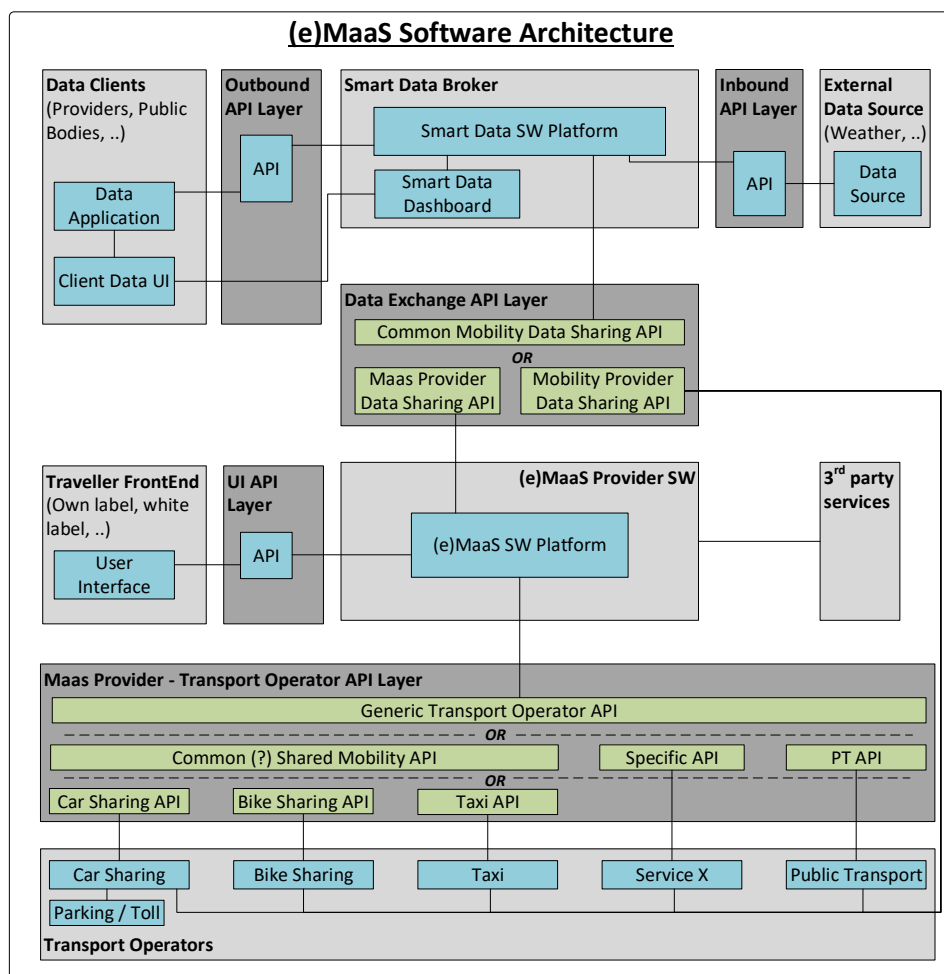 (e)MaaS Software Architecture
Data Clients
(Providers, Public
Bodies, ..)
Data
Application
Client Data UI
Outbound
API Layer
API
Smart Data Broker
Smart Data SW Platform
Smart Data
Dashboard
Inbound
API Layer
API
External
Data Source
(Weather, ..)
Data
Source
Data Exchange API Layer
Common Mobility Data Sharing API
OR
Maas Provider
Data Sharing API
Mobility Provider
Data Sharing API
Traveller FrontEnd
(Own label, white
label, ..)
User
Interface
UI API
Layer
API
(e)MaaS Provider SW
(e)MaaS SW Platform
3rd party
services
Maas Provider - Transport Operator API Layer
Generic Transport Operator API
OR
Common (?) Shared Mobility API
Specific API
PT API
OR
Car Sharing API
Bike Sharing API
Taxi API
Car Sharing
Bike Sharing
Taxi
Service X
Public Transport
Parking / Toll
Transport Operators